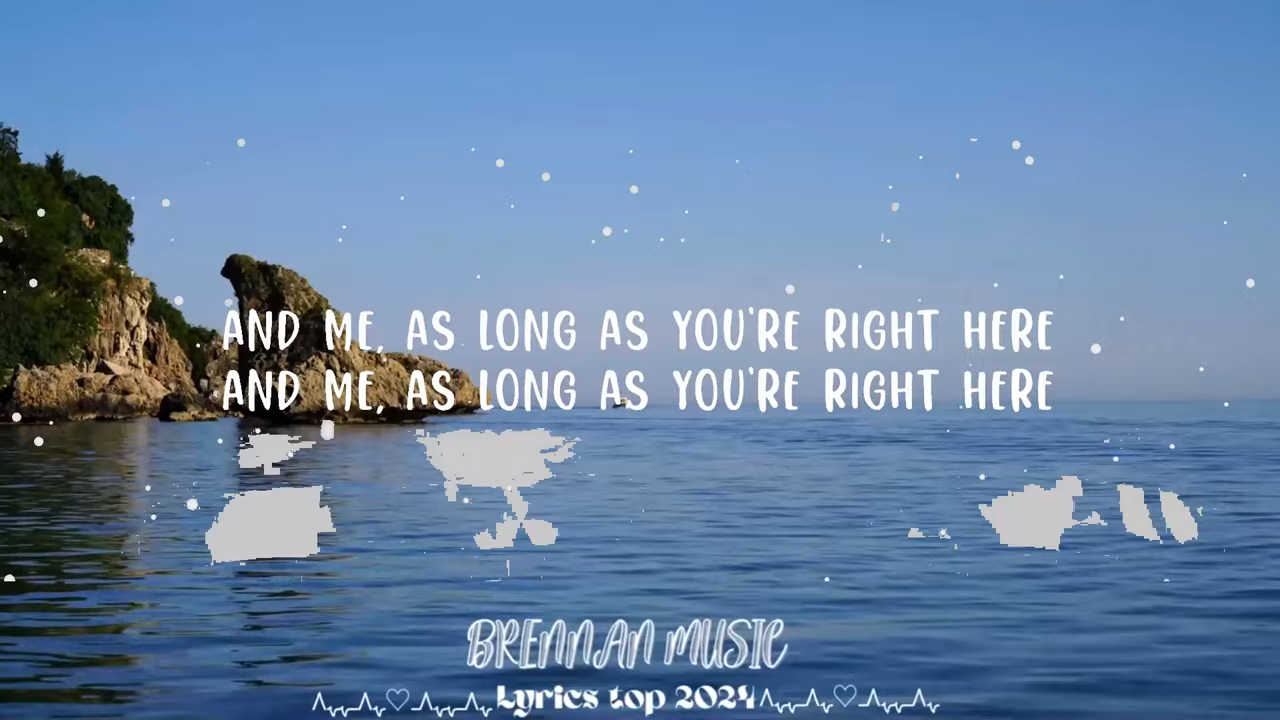 AND ME, AS LONG AS YOU'RE RIGHT HERE
AND ME, AS LONG AS YOU'RE RIGHT HERE
BRENNAN MUSIC
Lyrics top 2024